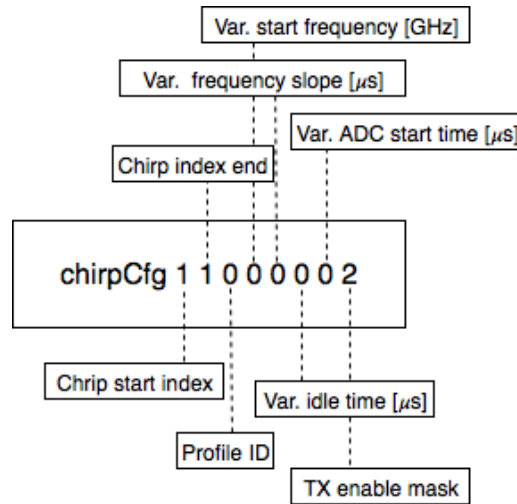 Var. start frequency [GHz]
Var. frequency slope [μs]
Var. ADC start time [μs]
Chirp index end
chirpCfg 1 1 0 0 0 0 0 2
Chrip start index
Var. idle time [μs]
Profile ID
TX enable mask